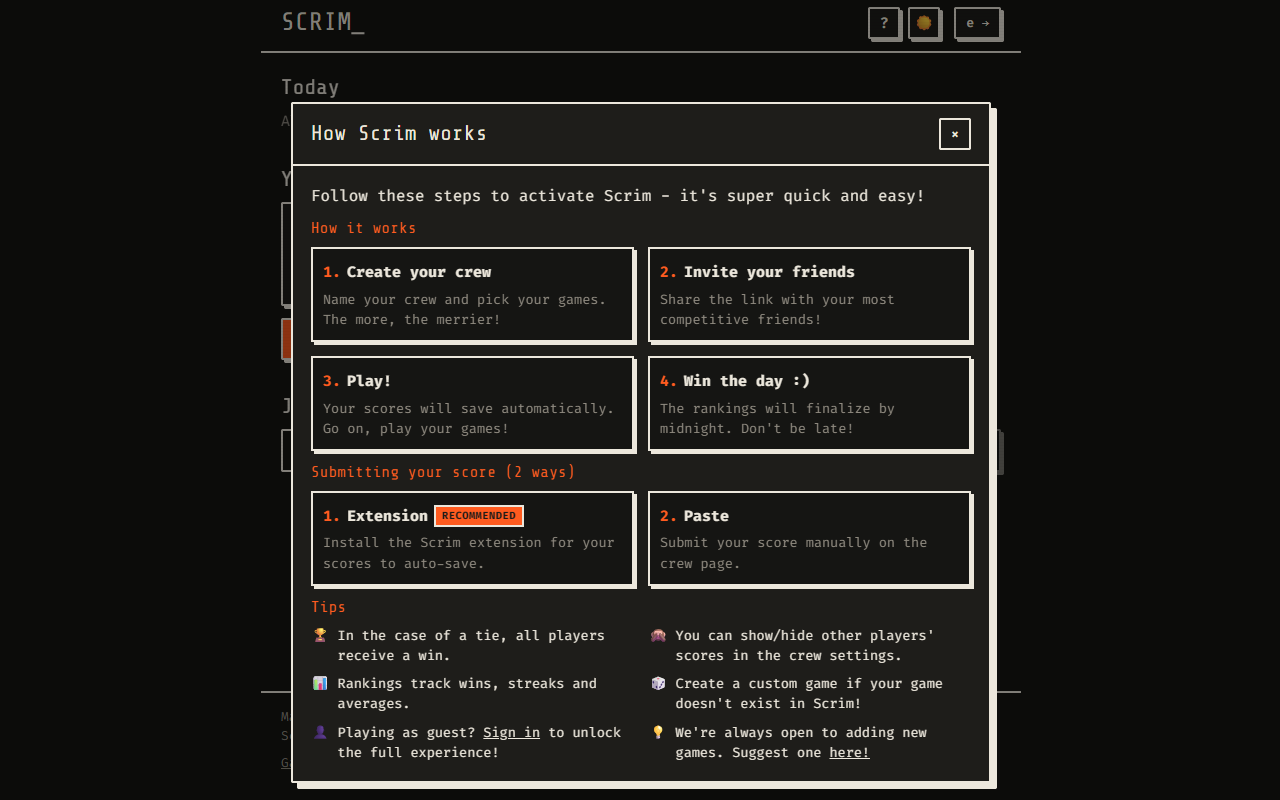 SCRIM_
?
e →
Today
How Scrim works
×
Follow these steps to activate Scrim – it's super quick and easy!
How it works
1. Create your crew
Name your crew and pick your games.
The more, the merrier!
2. Invite your friends
Share the link with your most
competitive friends!
3. Play!
Your scores will save automatically.
Go on, play your games!
4. Win the day :)
The rankings will finalize by
midnight. Don't be late!
Submitting your score (2 ways)
1. Extension RECOMMENDED
Install the Scrim extension for your
scores to auto-save.
2. Paste
Submit your score manually on the
crew page.
Tips
In the case of a tie, all players
receive a win.
You can show/hide other players'
scores in the crew settings.
Rankings track wins, streaks and
averages.
Create a custom game if your game
doesn't exist in Scrim!
Playing as guest? Sign in to unlock
the full experience!
We're always open to adding new
games. Suggest one here!